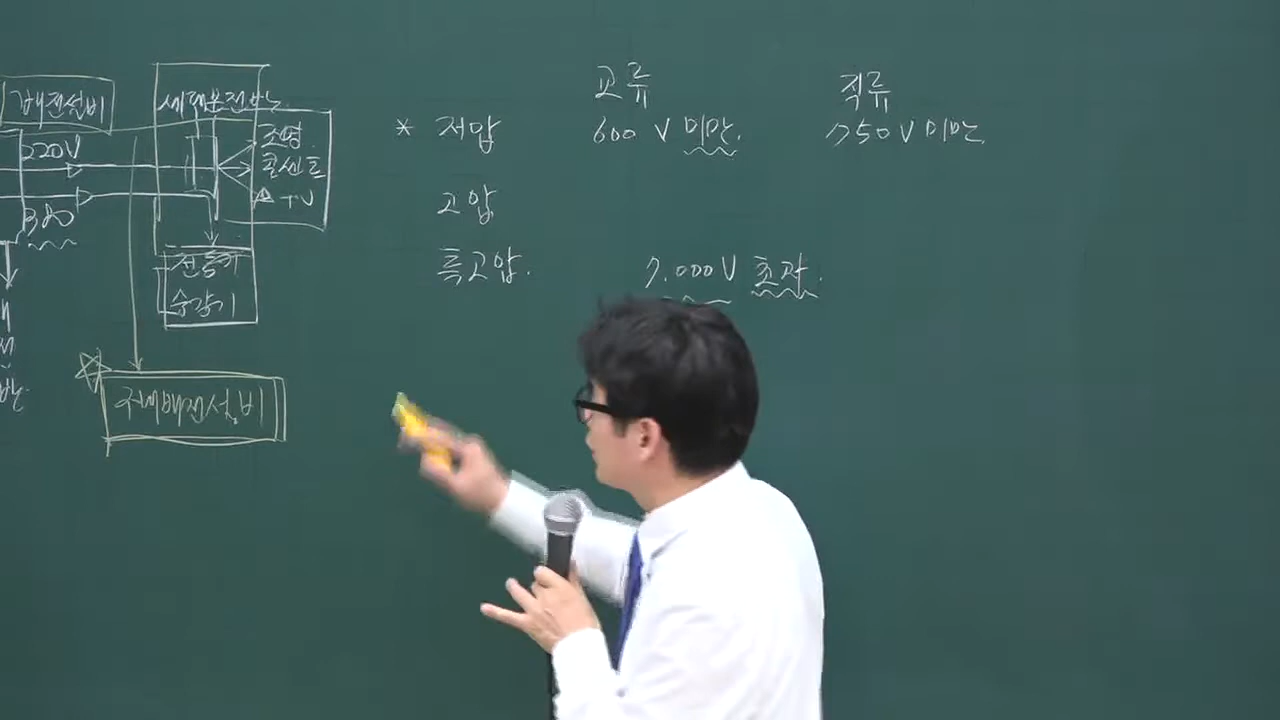 배전설비
세대분전반
220V
조명
콘센트
TV
380
전동기
승강기
구내배전설비
교류 직류
* 저압 600 V 미만. 750V 미만
고압
특고압. 7.000V 초과.